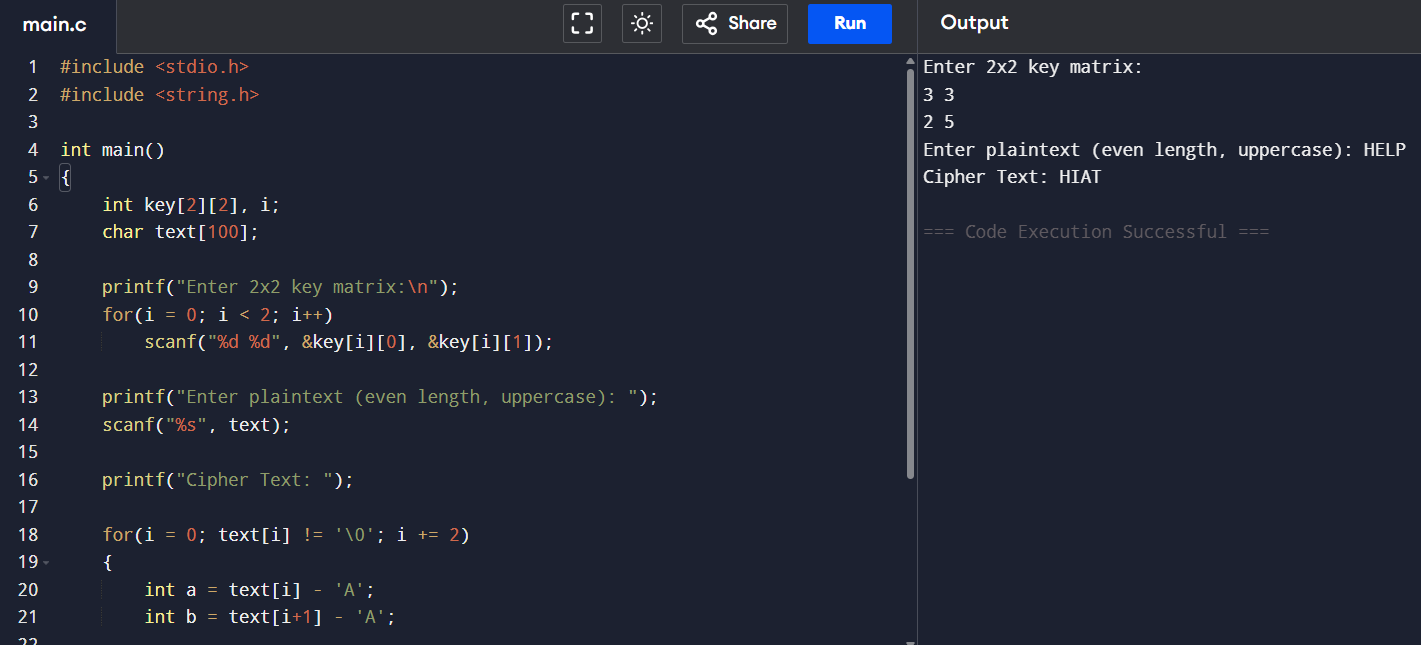 main.c
Share
Run
Output
1 #include <stdio.h>
2 #include <string.h>
3
4 int main()
5 {
6     int key[2][2], i;
7     char text[100];
8
9     printf("Enter 2x2 key matrix:\n");
10     for(i = 0; i < 2; i++)
11         scanf("%d %d", &key[i][0], &key[i][1]);
12
13     printf("Enter plaintext (even length, uppercase): ");
14     scanf("%s", text);
15
16     printf("Cipher Text: ");
17
18     for(i = 0; text[i] != '\0'; i += 2)
19     {
20         int a = text[i] - 'A';
21         int b = text[i+1] - 'A';
22
Enter 2x2 key matrix:
3 3
2 5
Enter plaintext (even length, uppercase): HELP
Cipher Text: HIAT
=== Code Execution Successful ===